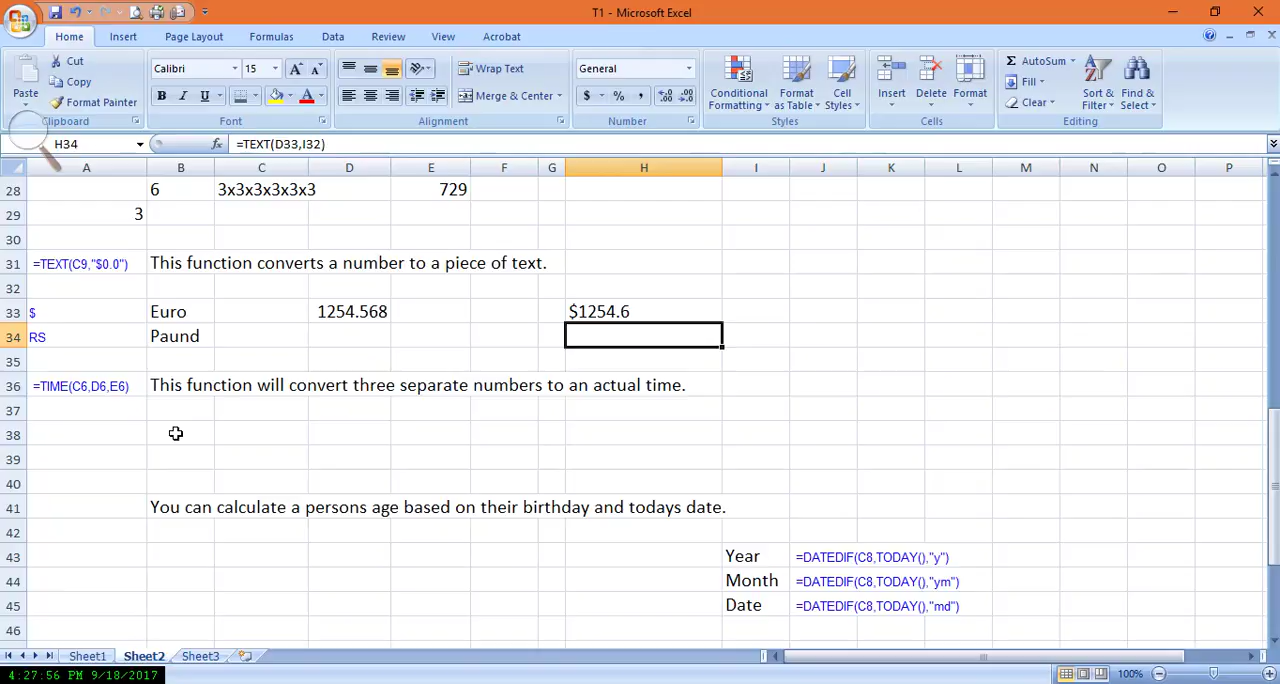 T1 - Microsoft Excel
Home Insert Page Layout Formulas Data Review View Acrobat
Paste
Cut
Copy
Format Painter
Clipboard
Calibri 15
B I U
Font
Wrap Text
Merge & Center
Alignment
General
$ % ,
Number
Conditional Formatting
Format as Table
Cell Styles
Styles
Insert
Delete
Format
Cells
Σ AutoSum
Fill
Clear
Sort & Filter
Find & Select
Editing
H34 fx =TEXT(D33,I32)
A B C D E F G H I J K L M N O P
28 6 3x3x3x3x3x3 729
29 3
30
31 =TEXT(C9,"$0.0") This function converts a number to a piece of text.
32
33 $ Euro 1254.568 $1254.6
34 RS Paund
35
36 =TIME(C6,D6,E6) This function will convert three separate numbers to an actual time.
37
38
39
40
41 You can calculate a persons age based on their birthday and todays date.
42
43 Year =DATEDIF(C8,TODAY(),"y")
44 Month =DATEDIF(C8,TODAY(),"ym")
45 Date =DATEDIF(C8,TODAY(),"md")
46
Sheet1 Sheet2 Sheet3
4:27:56 PM 9/18/2017
100%